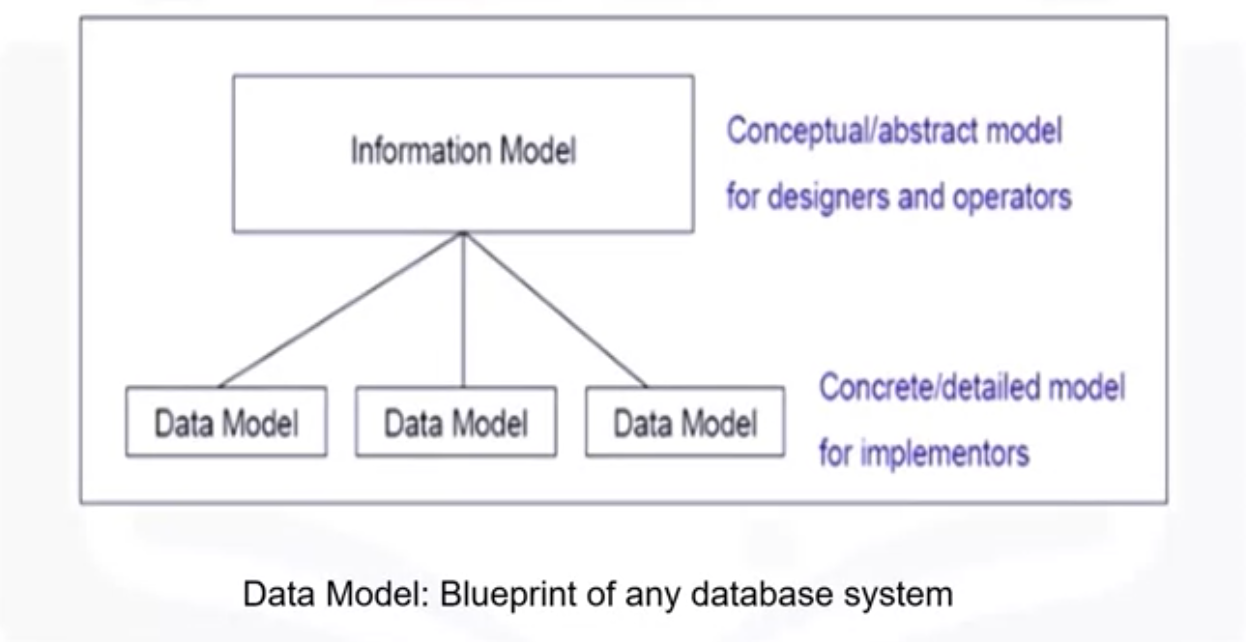 Information Model
Conceptual/abstract model
for designers and operators
Data Model
Data Model
Data Model
Concrete/detailed model
for implementors
Data Model: Blueprint of any database system